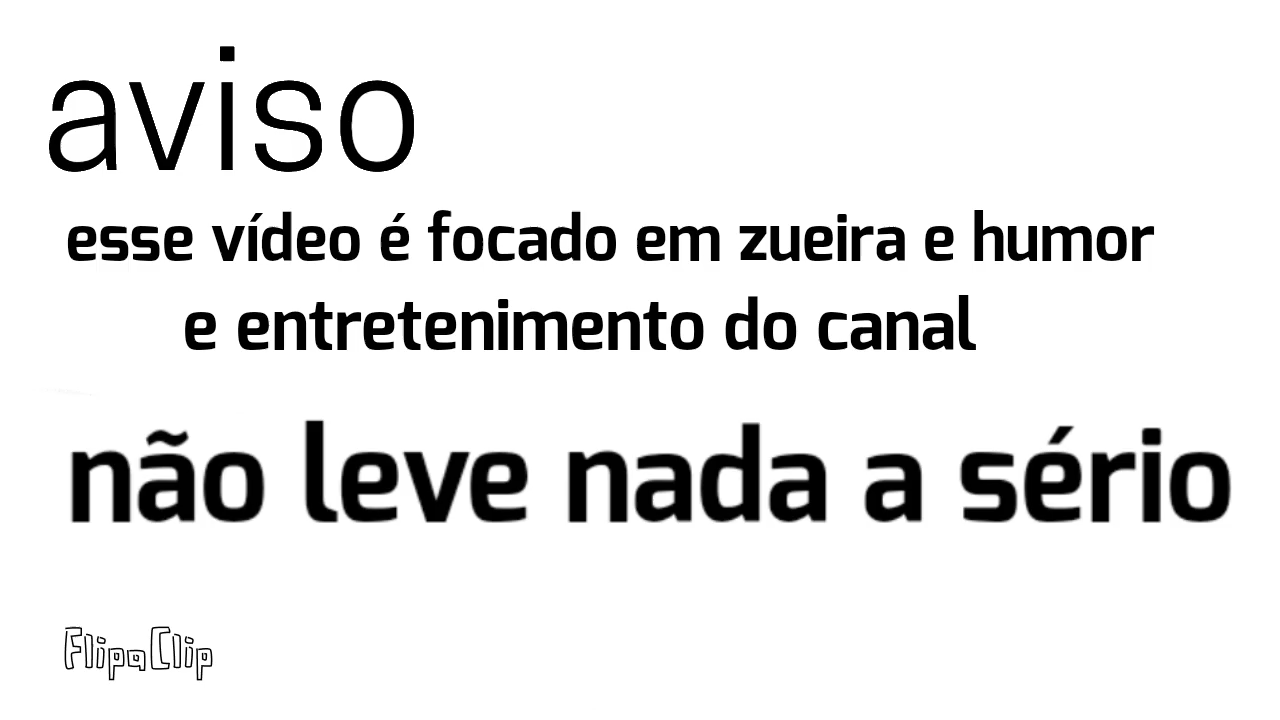 aviso
esse vídeo é focado em zueira e humor
e entretenimento do canal
não leve nada a sério
FlipaClip